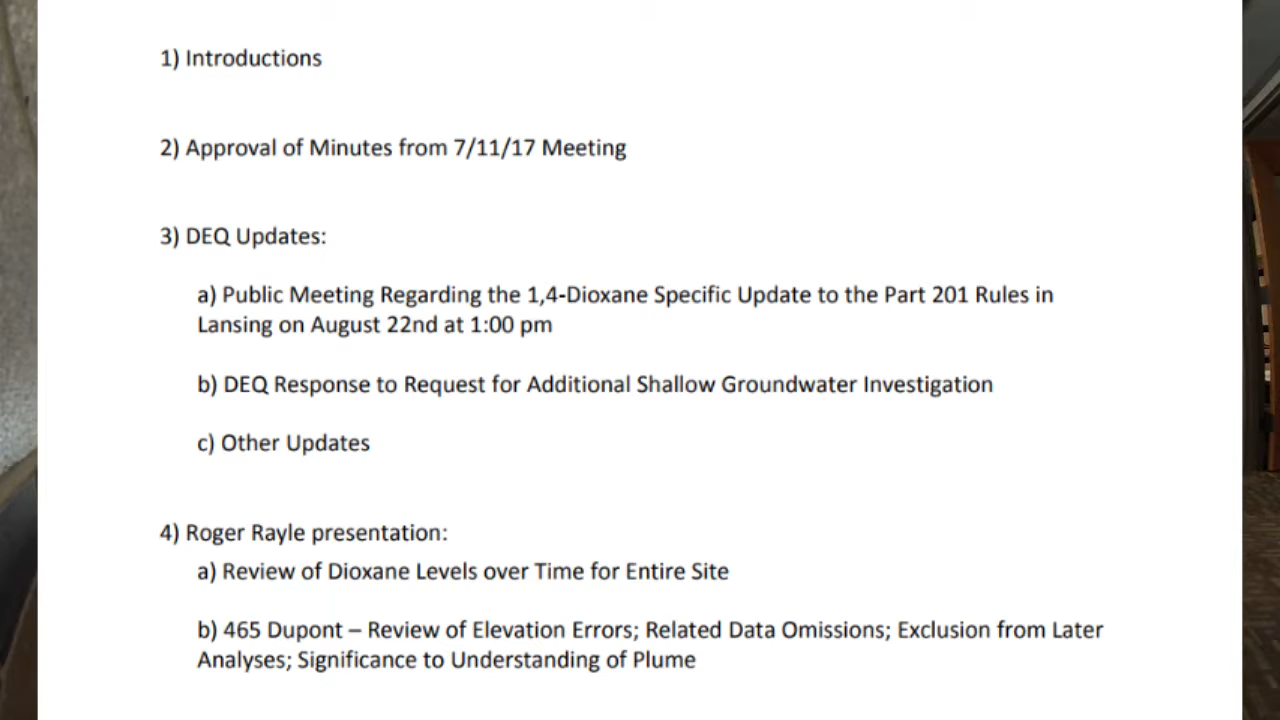 1) Introductions
2) Approval of Minutes from 7/11/17 Meeting
3) DEQ Updates:
a) Public Meeting Regarding the 1,4-Dioxane Specific Update to the Part 201 Rules in
Lansing on August 22nd at 1:00 pm
b) DEQ Response to Request for Additional Shallow Groundwater Investigation
c) Other Updates
4) Roger Rayle presentation:
a) Review of Dioxane Levels over Time for Entire Site
b) 465 Dupont – Review of Elevation Errors; Related Data Omissions; Exclusion from Later
Analyses; Significance to Understanding of Plume